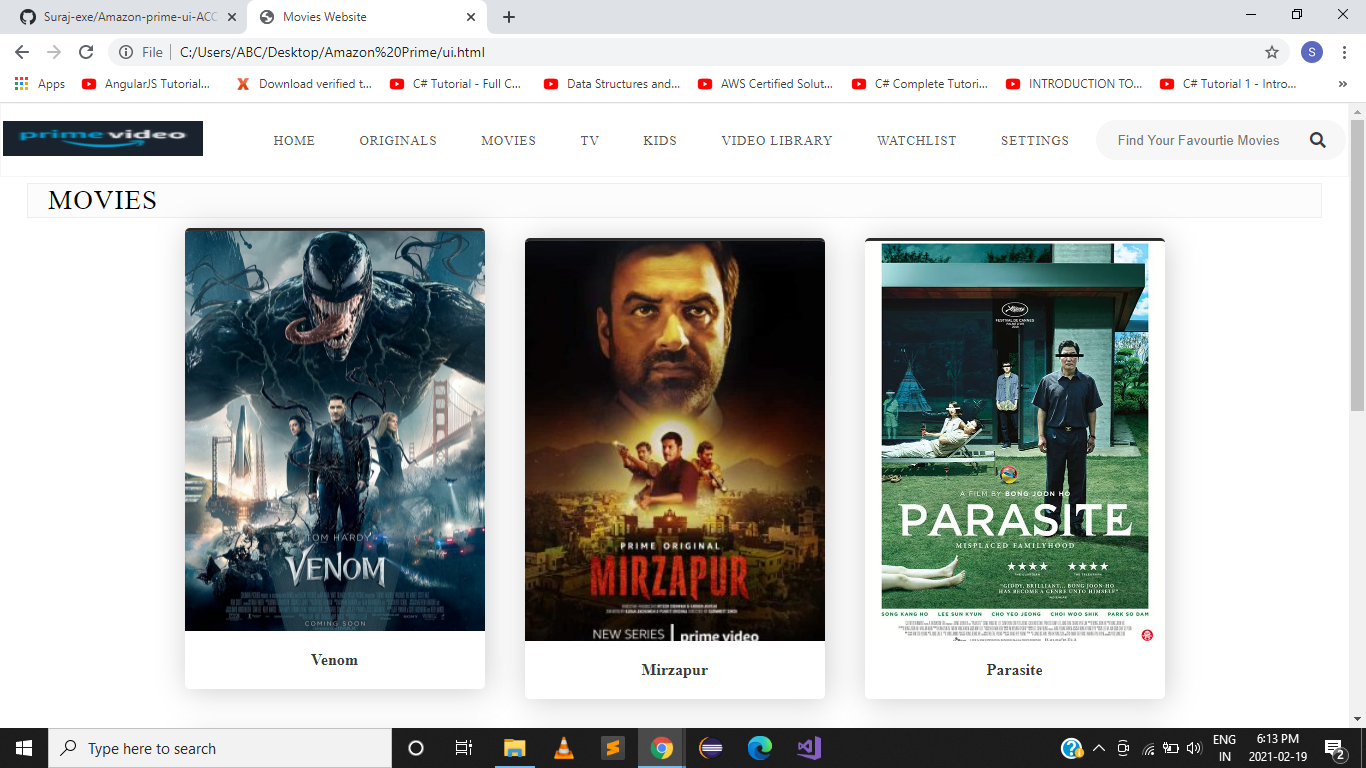 Suraj-exe/Amazon-prime-ui-ACC
Movies Website
File
C:/Users/ABC/Desktop/Amazon%20Prime/ui.html
S
Apps
AngularJS Tutorial...
Download verified t...
C# Tutorial - Full C...
Data Structures and...
AWS Certified Solut...
C# Complete Tutori...
INTRODUCTION TO...
C# Tutorial 1 - Intro...
prime video
HOME
ORIGINALS
MOVIES
TV
KIDS
VIDEO LIBRARY
WATCHLIST
SETTINGS
Find Your Favourtie Movies
MOVIES
TOM HARDY
VENOM
COMING SOON
Venom
PRIME ORIGINAL
MIRZAPUR
NEW SERIES | prime video
Mirzapur
FESTIVAL DE CANNES
A FILM BY BONG JOON HO
PARASITE
MISPLACED FAMILYHOOD
"GIDDY, BRILLIANT... BONG JOON-HO
HAS BECOME A GENRE UNTO HIMSELF"
SONG KANG HO LEE SUN KYUN CHO YEO JEONG CHOI WOO SHIK PARK SO DAM
Parasite
Type here to search
ENG
IN
6:13 PM
2021-02-19
2